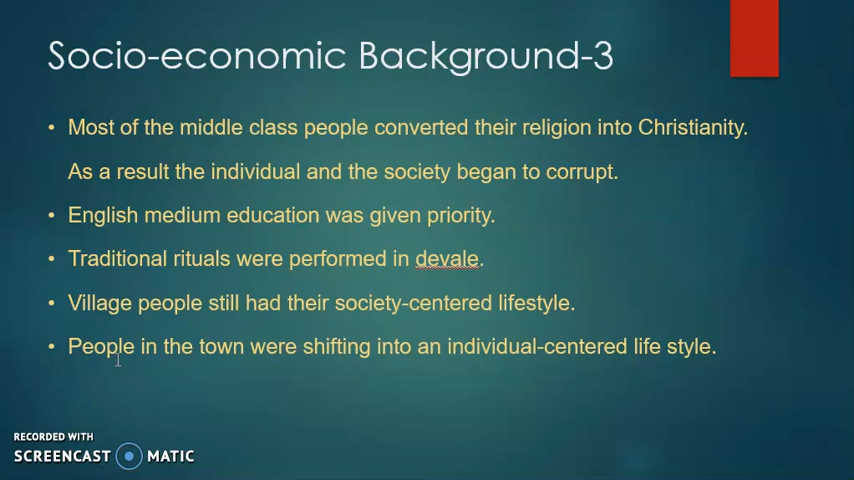 Socio-economic Background-3
• Most of the middle class people converted their religion into Christianity.
As a result the individual and the society began to corrupt.
• English medium education was given priority.
• Traditional rituals were performed in devale.
• Village people still had their society-centered lifestyle.
• People in the town were shifting into an individual-centered life style.
RECORDED WITH
SCREENCAST MATIC